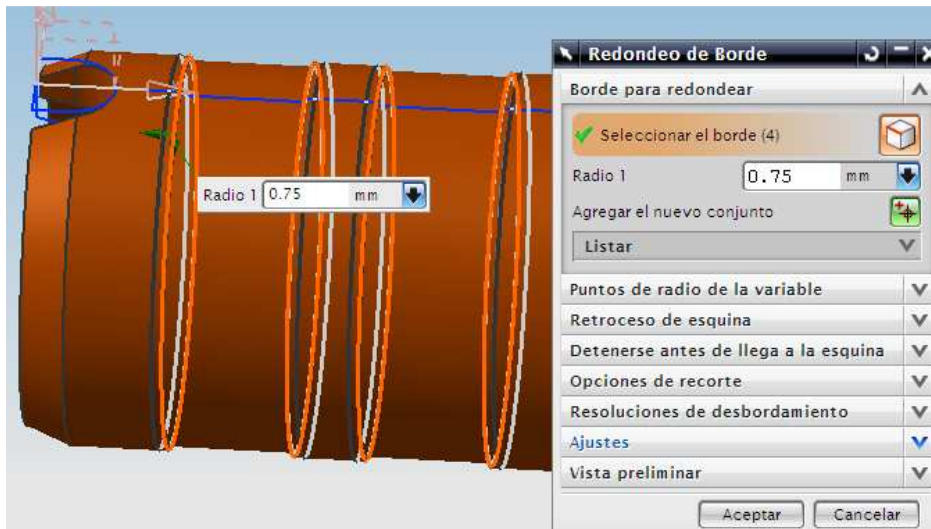 Redondeo de Borde
Borde para redondear
Seleccionar el borde (4)
Radio 1 0.75 mm
Agregar el nuevo conjunto
Listar
Puntos de radio de la variable
Retroceso de esquina
Detenerse antes de llega a la esquina
Opciones de recorte
Resoluciones de desbordamiento
Ajustes
Vista preliminar
Aceptar Cancelar
Radio 1 0.75 mm